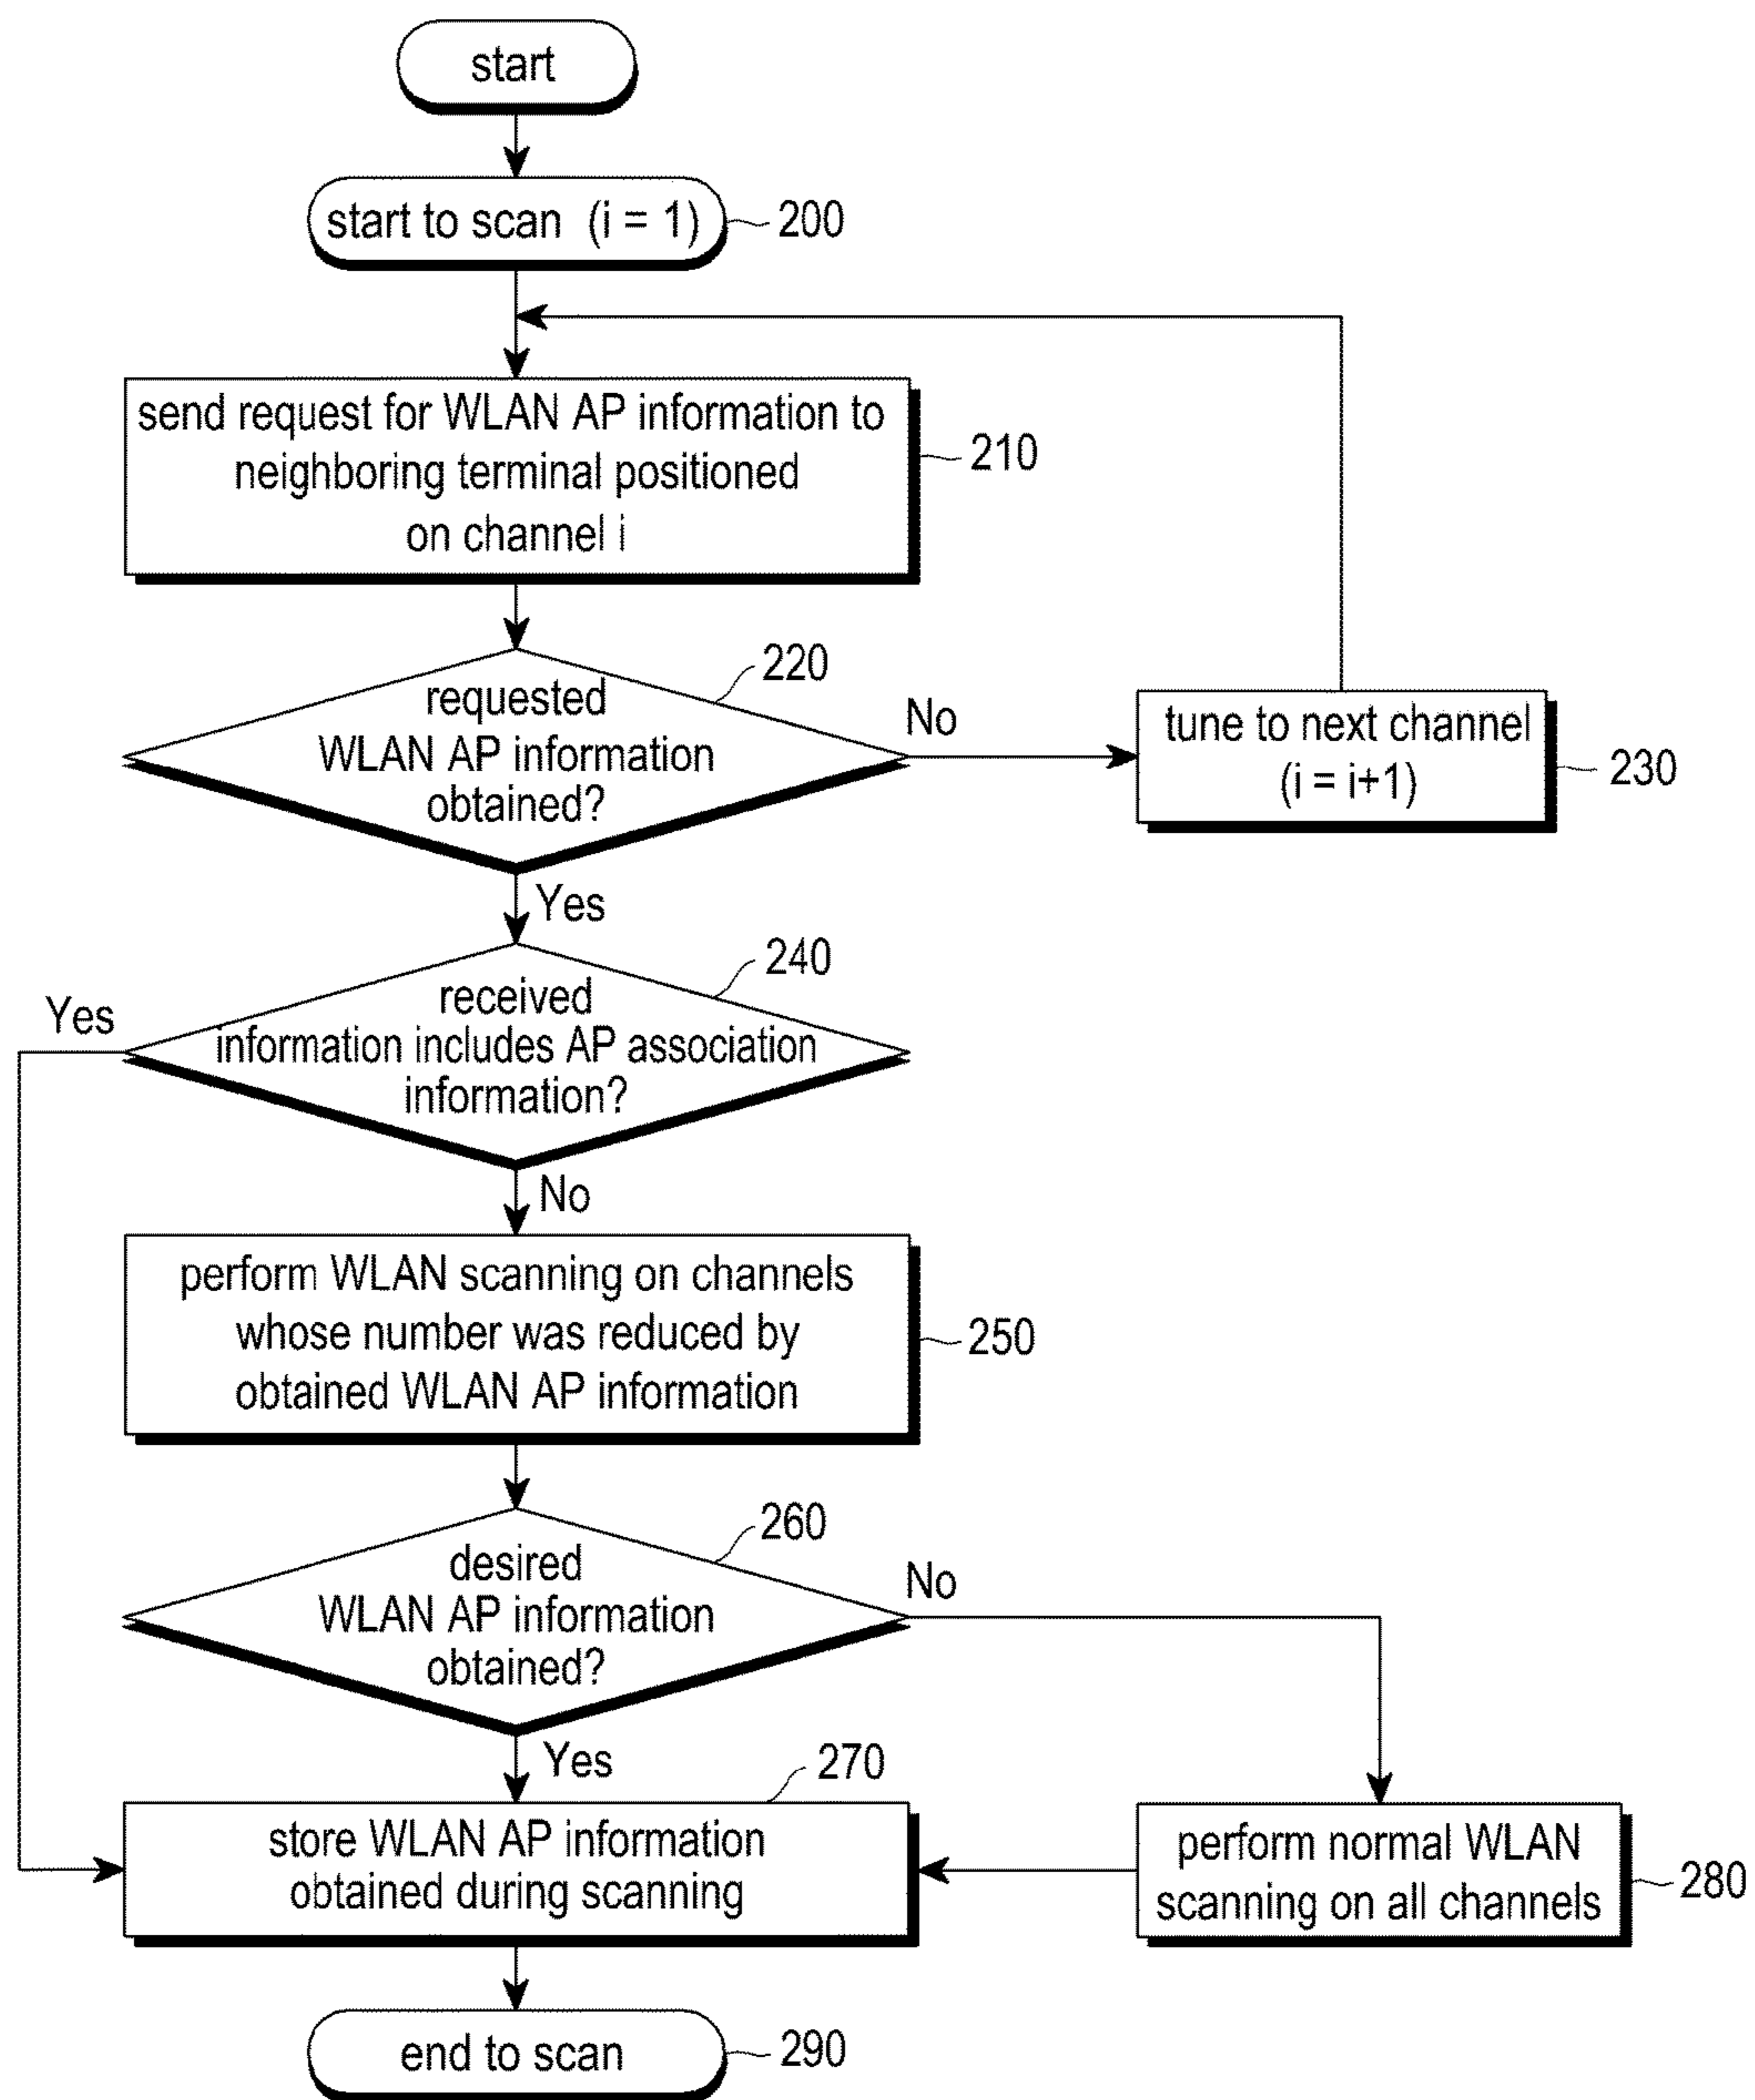 start
start to scan (i = 1)
200
send request for WLAN AP information to
neighboring terminal positioned
on channel i
210
220
requested
WLAN AP information
obtained?
No
tune to next channel
(i = i+1)
230
Yes
240
received
information includes AP association
information?
Yes
No
perform WLAN scanning on channels
whose number was reduced by
obtained WLAN AP information
250
260
desired
WLAN AP information
obtained?
No
Yes
270
store WLAN AP information
obtained during scanning
perform normal WLAN
scanning on all channels
280
end to scan
290